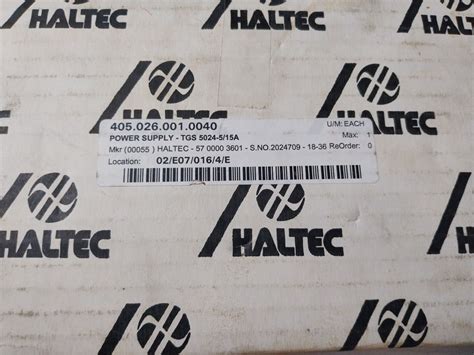 HALTEC HALTEC
HALTEC
405.026.001.0040 U/M: EACH
POWER SUPPLY - TGS 5024-5/15A Max: 1
Mkr (00055 ) HALTEC - 57 0000 3601 - S.NO.2024709 - 18-36 ReOrder: 0
Location: 02/E07/016/4/E
HALTEC HALTEC
HALTEC